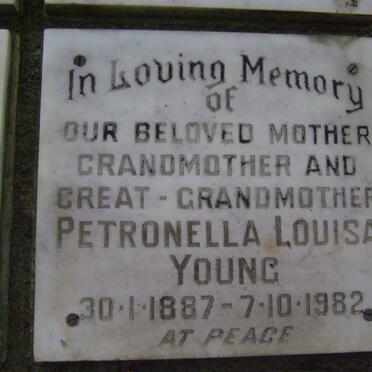 In Loving Memory
of
OUR BELOVED MOTHER
GRANDMOTHER AND
GREAT - GRANDMOTHER
PETRONELLA LOUISA
YOUNG
30·1·1887 - 7·10·1982
AT PEACE